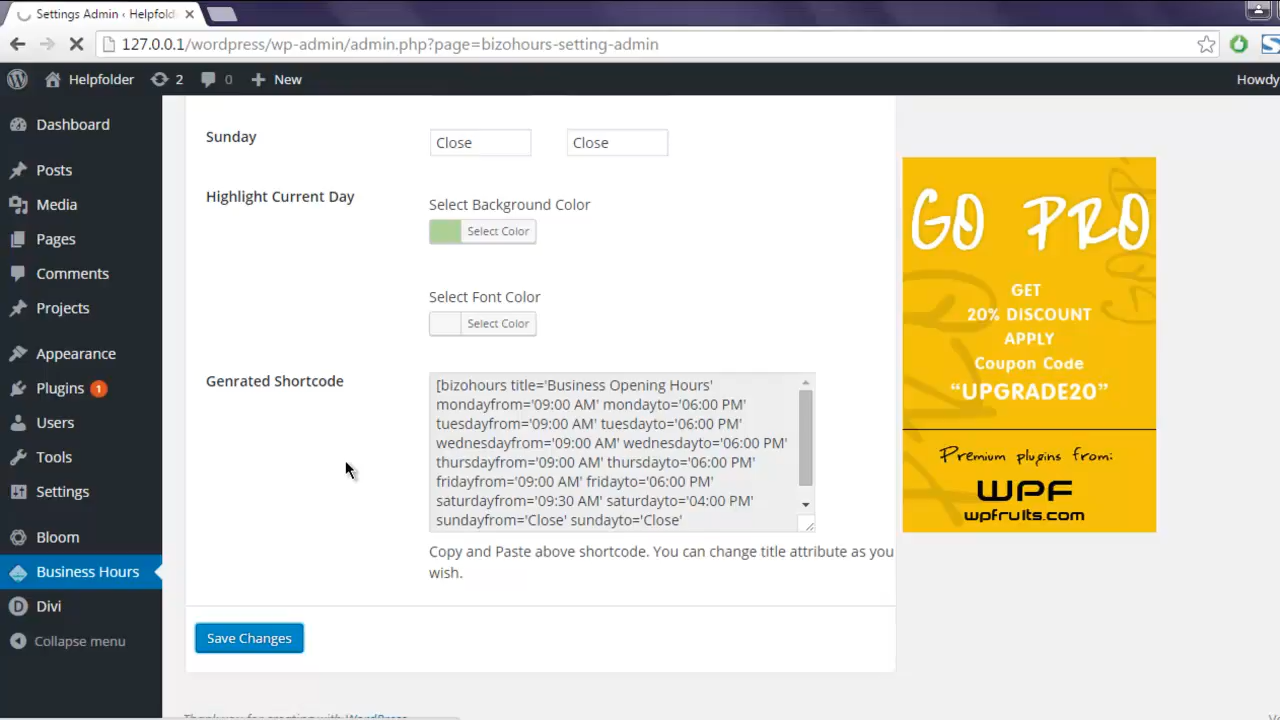 Settings Admin ‹ Helpfold
127.0.0.1/wordpress/wp-admin/admin.php?page=bizohours-setting-admin
Helpfolder 2 0 New Howdy
Dashboard
Posts
Media
Pages
Comments
Projects
Appearance
Plugins 1
Users
Tools
Settings
Bloom
Business Hours
Divi
Collapse menu
Sunday Close Close
Highlight Current Day
Select Background Color
Select Color
Select Font Color
Select Color
Genrated Shortcode
[bizohours title='Business Opening Hours'
mondayfrom='09:00 AM' mondayto='06:00 PM'
tuesdayfrom='09:00 AM' tuesdayto='06:00 PM'
wednesdayfrom='09:00 AM' wednesdayto='06:00 PM'
thursdayfrom='09:00 AM' thursdayto='06:00 PM'
fridayfrom='09:00 AM' fridayto='06:00 PM'
saturdayfrom='09:30 AM' saturdayto='04:00 PM'
sundayfrom='Close' sundayto='Close'
Copy and Paste above shortcode. You can change title attribute as you
wish.
Save Changes
Thank you for creating with WordPress
GO PRO
GET
20% DISCOUNT
APPLY
Coupon Code
“UPGRADE20”
Premium plugins from:
WPF
wpfruits.com